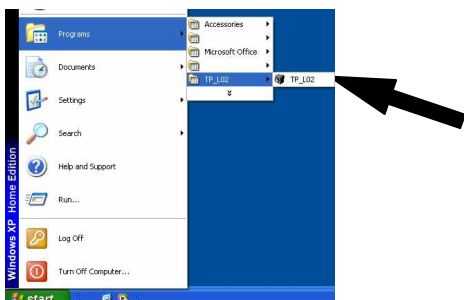 Programs
Documents
Settings
Search
Help and Support
Run...
Log Off
Turn Off Computer...
Windows XP Home Edition
start
Accessories
Microsoft Office
TP_L02
TP_L02